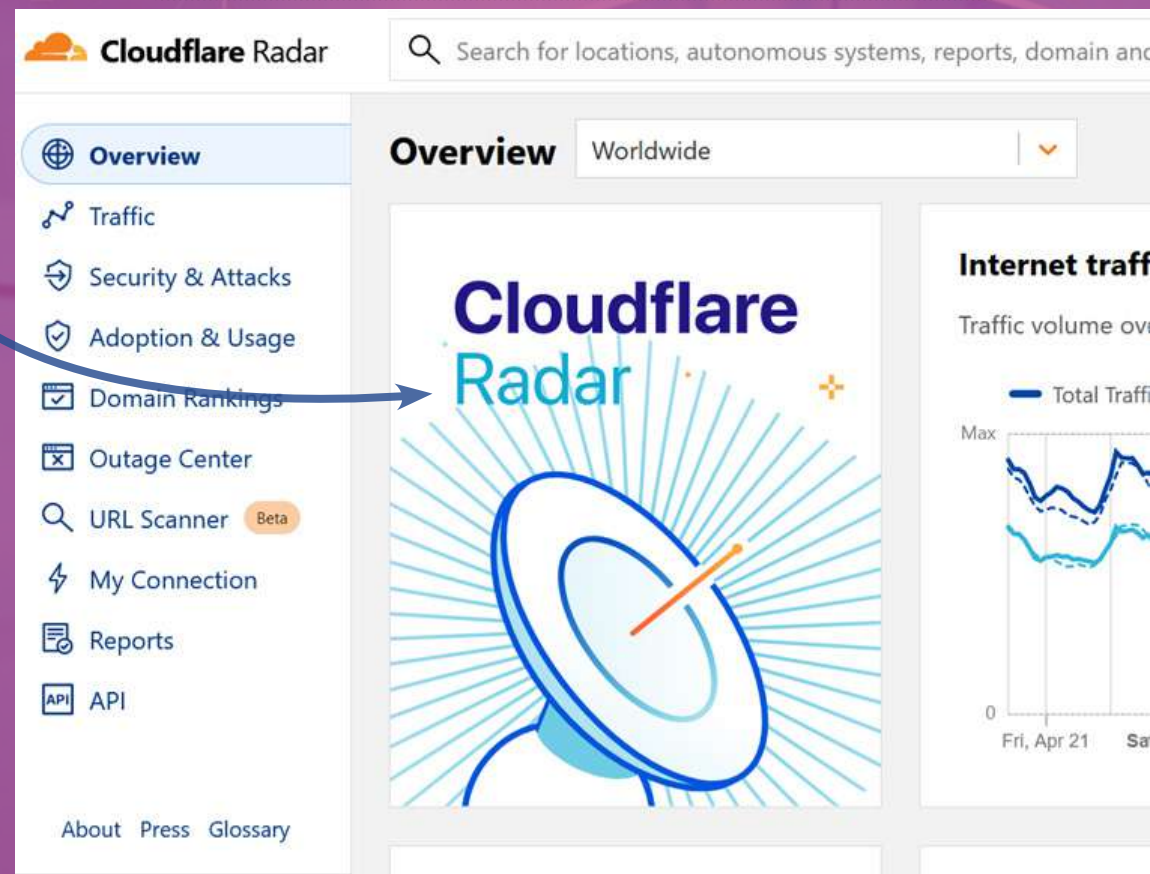 Cloudflare Radar
Search for locations, autonomous systems, reports, domain and
Overview
Traffic
Security & Attacks
Adoption & Usage
Domain Rankings
Outage Center
URL Scanner Beta
My Connection
Reports
API API
About Press Glossary
Overview Worldwide
Cloudflare
Radar
Internet traff
Traffic volume ov
Total Traffi
Max
0
Fri, Apr 21 Sa